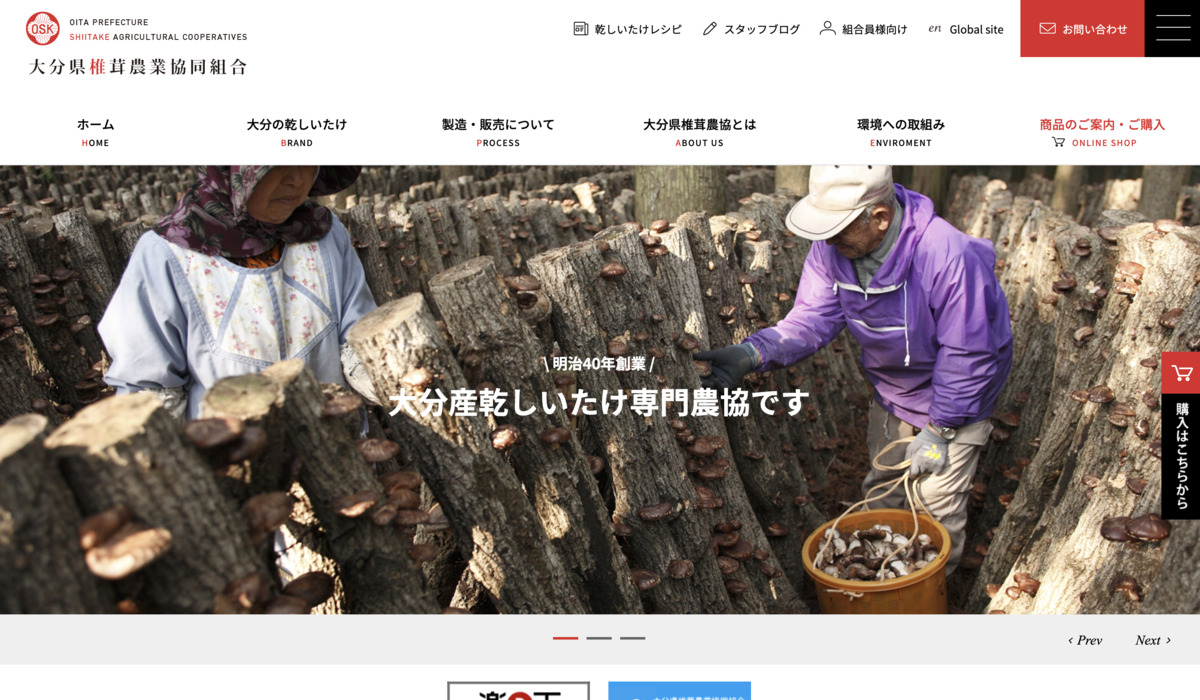 OSK
OITA PREFECTURE
SHIITAKE AGRICULTURAL COOPERATIVES
大分県椎茸農業協同組合
乾しいたけレシピ
スタッフブログ
組合員様向け
en Global site
お問い合わせ
ホーム
HOME
大分の乾しいたけ
BRAND
製造・販売について
PROCESS
大分県椎茸農協とは
ABOUT US
環境への取組み
ENVIROMENT
商品のご案内・ご購入
ONLINE SHOP
\ 明治40年創業 /
大分産乾しいたけ専門農協です
購入はこちらから
‹ Prev
Next ›